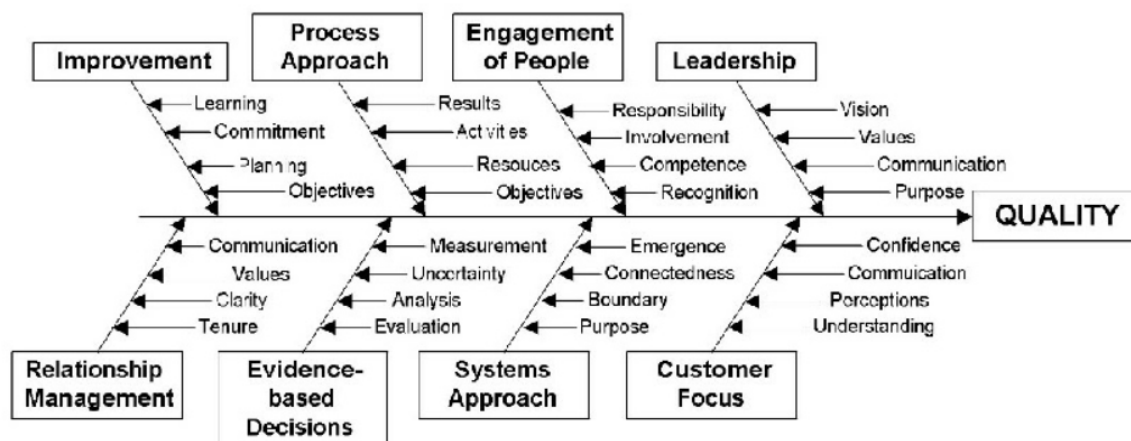 Improvement
Process
Approach
Engagement
of People
Leadership
Learning
Commitment
Planning
Objectives
Results
Activities
Resouces
Objectives
Responsibility
Involvement
Competence
Recognition
Vision
Values
Communication
Purpose
QUALITY
Communication
Values
Clarity
Tenure
Measurement
Uncertainty
Analysis
Evaluation
Emergence
Connectedness
Boundary
Purpose
Confidence
Commuication
Perceptions
Understanding
Relationship
Management
Evidence-
based
Decisions
Systems
Approach
Customer
Focus